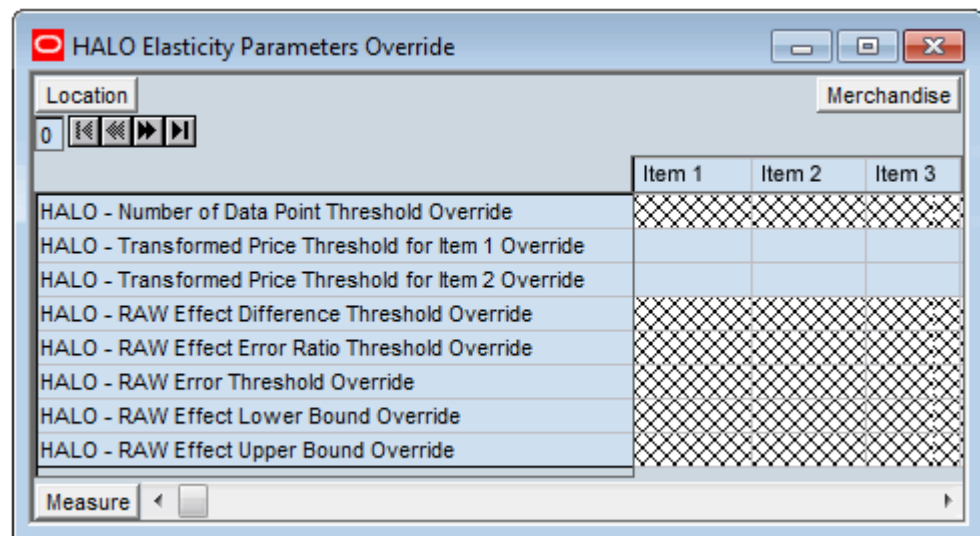 HALO Elasticity Parameters Override
Location Merchandise
0
Item 1 Item 2 Item 3
HALO - Number of Data Point Threshold Override
HALO - Transformed Price Threshold for Item 1 Override
HALO - Transformed Price Threshold for Item 2 Override
HALO - RAW Effect Difference Threshold Override
HALO - RAW Effect Error Ratio Threshold Override
HALO - RAW Error Threshold Override
HALO - RAW Effect Lower Bound Override
HALO - RAW Effect Upper Bound Override
Measure